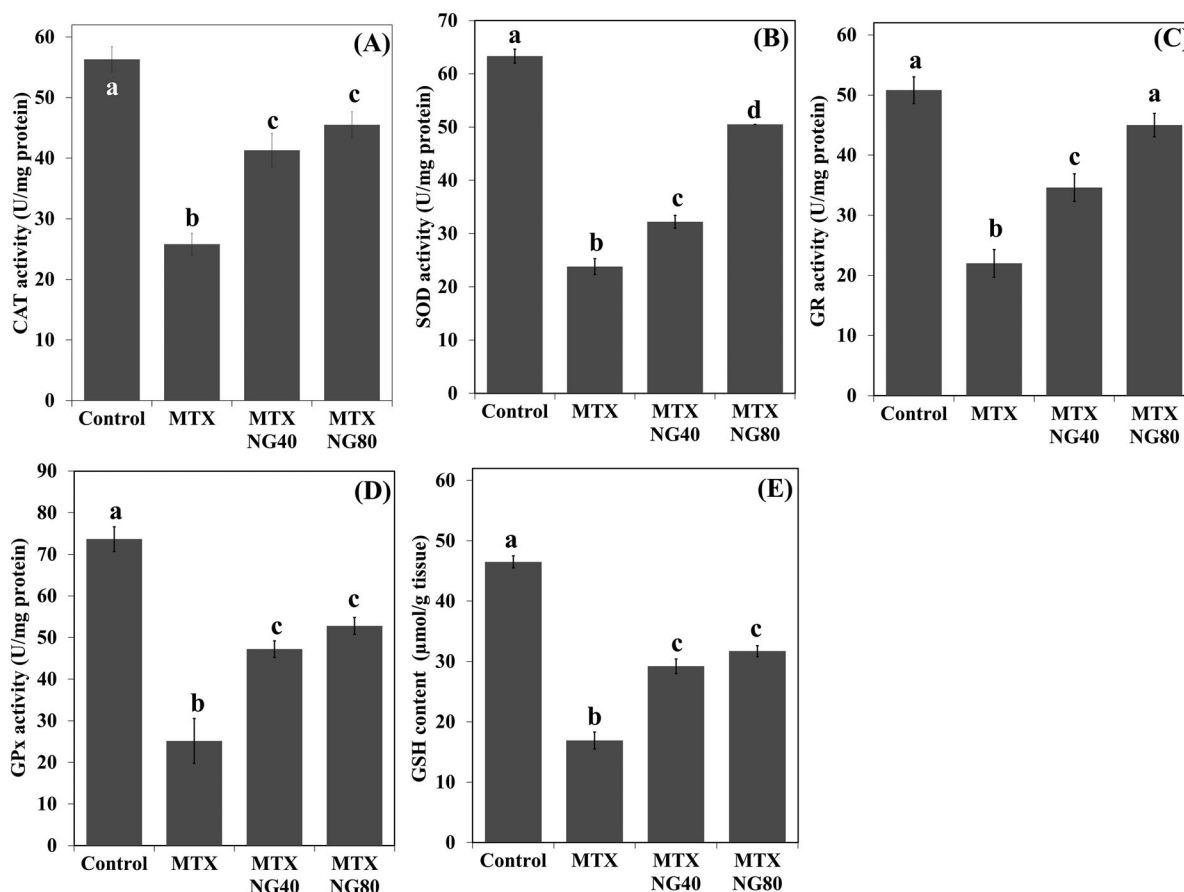 (A)
CAT activity (U/mg protein)
60
50
40
30
20
10
0
a
b
c
c
Control
MTX
MTX
NG40
MTX
NG80
(B)
SOD activity (U/mg protein)
70
60
50
40
30
20
10
0
a
b
c
d
Control
MTX
MTX
NG40
MTX
NG80
(C)
GR activity (U/mg protein)
60
50
40
30
20
10
0
a
b
c
a
Control
MTX
MTX
NG40
MTX
NG80
(D)
GPx activity (U/mg protein)
90
80
70
60
50
40
30
20
10
0
a
b
c
c
Control
MTX
MTX
NG40
MTX
NG80
(E)
GSH content (µmol/g tissue)
60
50
40
30
20
10
0
a
b
c
c
Control
MTX
MTX
NG40
MTX
NG80